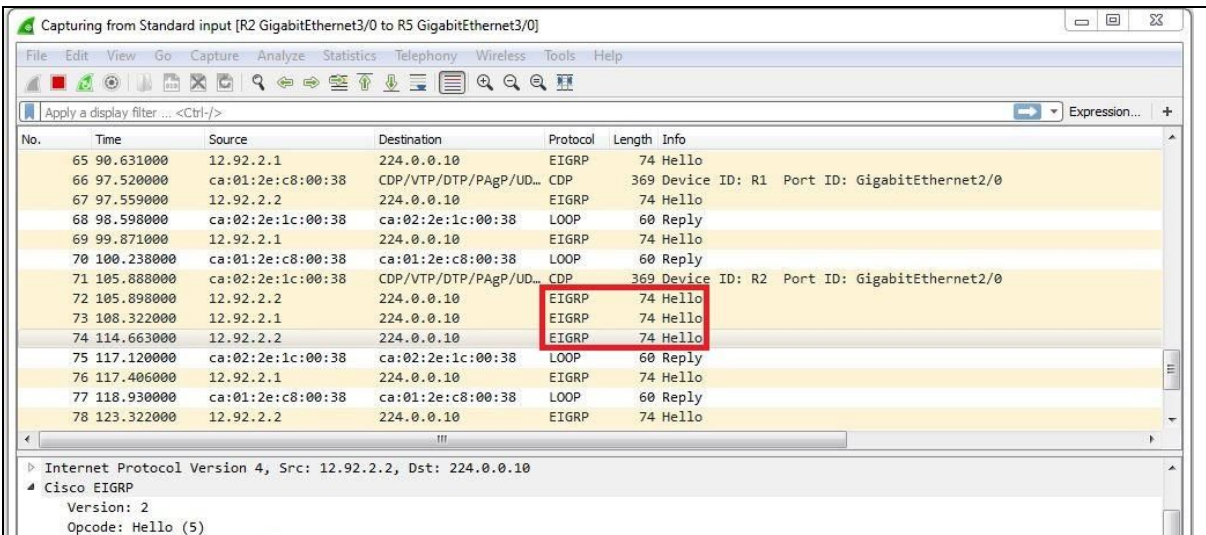 Capturing from Standard input [R2 GigabitEthernet3/0 to R5 GigabitEthernet3/0]
File Edit View Go Capture Analyze Statistics Telephony Wireless Tools Help
Apply a display filter ... <Ctrl-/> Expression... +
No. Time Source Destination Protocol Length Info
65 90.631000 12.92.2.1 224.0.0.10 EIGRP 74 Hello
66 97.520000 ca:01:2e:c8:00:38 CDP/VTP/DTP/PAgP/UD… CDP 369 Device ID: R1 Port ID: GigabitEthernet2/0
67 97.559000 12.92.2.2 224.0.0.10 EIGRP 74 Hello
68 98.598000 ca:02:2e:1c:00:38 ca:02:2e:1c:00:38 LOOP 60 Reply
69 99.871000 12.92.2.1 224.0.0.10 EIGRP 74 Hello
70 100.238000 ca:01:2e:c8:00:38 ca:01:2e:c8:00:38 LOOP 60 Reply
71 105.888000 ca:02:2e:1c:00:38 CDP/VTP/DTP/PAgP/UD… CDP 369 Device ID: R2 Port ID: GigabitEthernet2/0
72 105.898000 12.92.2.2 224.0.0.10 EIGRP 74 Hello
73 108.322000 12.92.2.1 224.0.0.10 EIGRP 74 Hello
74 114.663000 12.92.2.2 224.0.0.10 EIGRP 74 Hello
75 117.120000 ca:02:2e:1c:00:38 ca:02:2e:1c:00:38 LOOP 60 Reply
76 117.406000 12.92.2.1 224.0.0.10 EIGRP 74 Hello
77 118.930000 ca:01:2e:c8:00:38 ca:01:2e:c8:00:38 LOOP 60 Reply
78 123.322000 12.92.2.2 224.0.0.10 EIGRP 74 Hello
Internet Protocol Version 4, Src: 12.92.2.2, Dst: 224.0.0.10
Cisco EIGRP
Version: 2
Opcode: Hello (5)